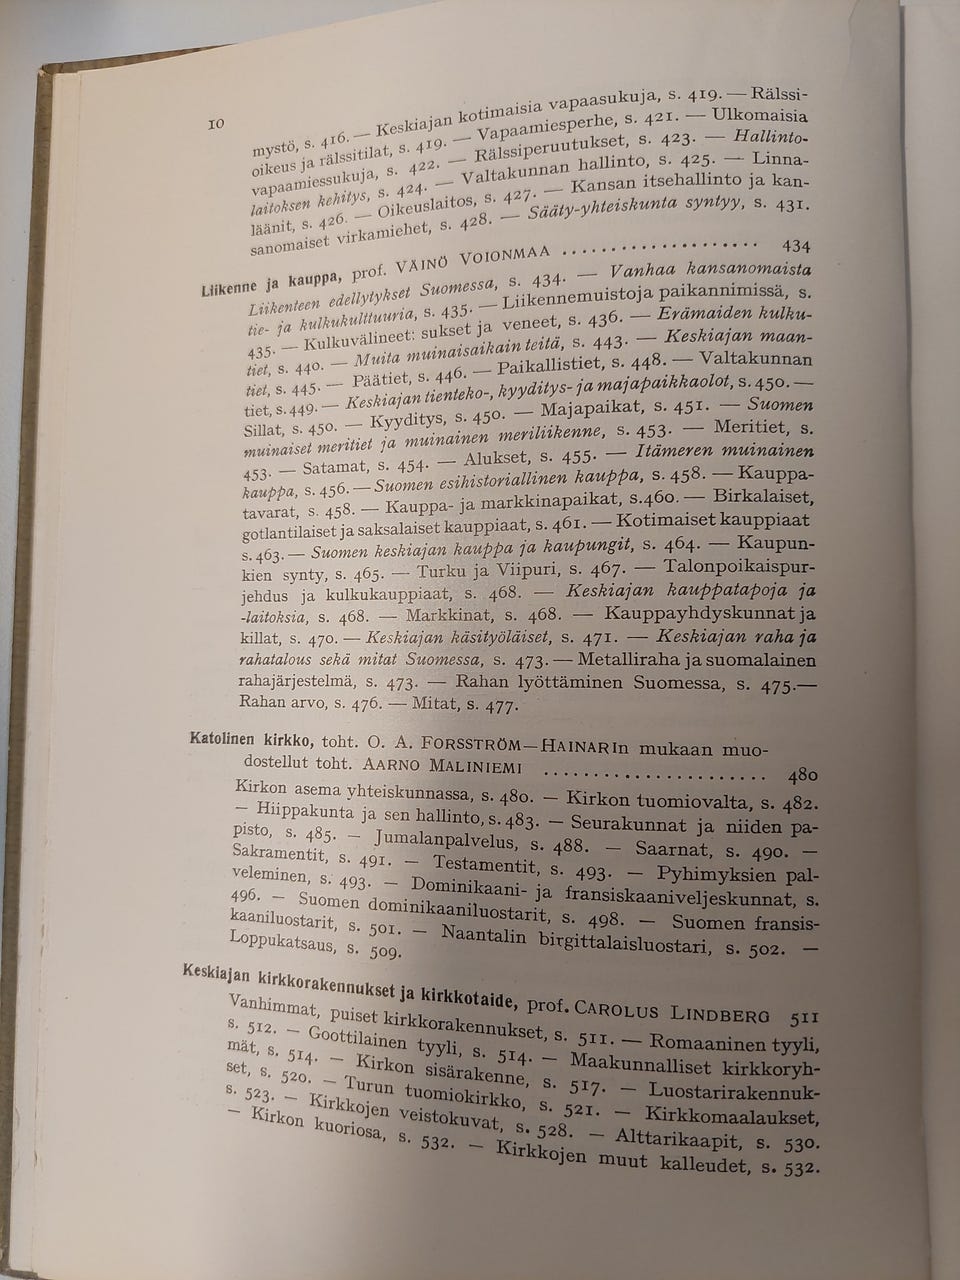 10
mystö, s. 416. — Keskiajan kotimaisia vapaasukuja, s. 419. — Rälssi-
oikeus ja rälssitilat, s. 419. — Vapaamiesperhe, s. 421. — Ulkomaisia
vapaamiessukuja, s. 422. — Rälssiperuutukset, s. 423. — Hallinto-
laitoksen kehitys, s. 424. — Valtakunnan hallinto, s. 425. — Linna-
läänit, s. 426. — Oikeuslaitos, s. 427. — Kansan itsehallinto ja kan-
sanomaiset virkamiehet, s. 428. — Sääty-yhteiskunta syntyy, s. 431.
Liikenne ja kauppa, prof. VÄINÖ VOIONMAA .................... 434
Liikenteen edellytykset Suomessa, s. 434. — Vanhaa kansanomaista
tie- ja kulkukulttuuria, s. 435. — Liikennemuistoja paikannimissä, s.
435. — Kulkuvälineet: sukset ja veneet, s. 436. — Erämaiden kulku-
tiet, s. 440. — Muita muinaisaikain teitä, s. 443. — Keskiajan maan-
tiet, s. 445. — Päätiet, s. 446. — Paikallistiet, s. 448. — Valtakunnan
tiet, s. 449. — Keskiajan tienteko-, kyyditys- ja majapaikkaolot, s. 450. —
Sillat, s. 450. — Kyyditys, s. 450. — Majapaikat, s. 451. — Suomen
muinaiset meritiet ja muinainen meriliikenne, s. 453. — Meritiet, s.
453. — Satamat, s. 454. — Alukset, s. 455. — Itämeren muinainen
kauppa, s. 456. — Suomen esihistoriallinen kauppa, s. 458. — Kauppa-
tavarat, s. 458. — Kauppa- ja markkinapaikat, s. 460. — Birkalaiset,
gotlantilaiset ja saksalaiset kauppiaat, s. 461. — Kotimaiset kauppiaat
s. 463. — Suomen keskiajan kauppa ja kaupungit, s. 464. — Kaupun-
kien synty, s. 465. — Turku ja Viipuri, s. 467. — Talonpoikaispur-
jehdus ja kulkukauppiaat, s. 468. — Keskiajan kauppatapoja ja
-laitoksia, s. 468. — Markkinat, s. 468. — Kauppayhdyskunnat ja
killat, s. 470. — Keskiajan käsityöläiset, s. 471. — Keskiajan raha ja
rahatalous sekä mitat Suomessa, s. 473. — Metalliraha ja suomalainen
rahajärjestelmä, s. 473. — Rahan lyöttäminen Suomessa, s. 475. —
Rahan arvo, s. 476. — Mitat, s. 477.
Katolinen kirkko, toht. O. A. FORSSTRÖM—HAINARIn mukaan muo-
dostellut toht. AARNO MALINIEMI ...................... 480
Kirkon asema yhteiskunnassa, s. 480. — Kirkon tuomiovalta, s. 482.
— Hiippakunta ja sen hallinto, s. 483. — Seurakunnat ja niiden pa-
pisto, s. 485. — Jumalanpalvelus, s. 488. — Saarnat, s. 490. —
Sakramentit, s. 491. — Testamentit, s. 493. — Pyhimyksien pal-
veleminen, s. 493. — Dominikaani- ja fransiskaaniveljeskunnat, s.
496. — Suomen dominikaaniluostarit, s. 498. — Suomen fransis-
kaaniluostarit, s. 501. — Naantalin birgittalaisluostari, s. 502. —
Loppukatsaus, s. 509.
Keskiajan kirkkorakennukset ja kirkkotaide, prof. CAROLUS LINDBERG 511
Vanhimmat, puiset kirkkorakennukset, s. 511. — Romaaninen tyyli,
s. 512. — Goottilainen tyyli, s. 514. — Maakunnalliset kirkkoryh-
mät, s. 514. — Kirkon sisärakenne, s. 517. — Luostarirakennuk-
set, s. 520. — Turun tuomiokirkko, s. 521. — Kirkkomaalaukset,
s. 523. — Kirkkojen veistokuvat, s. 528. — Alttarikaapit, s. 530.
— Kirkon kuoriosa, s. 532. — Kirkkojen muut kalleudet, s. 532.